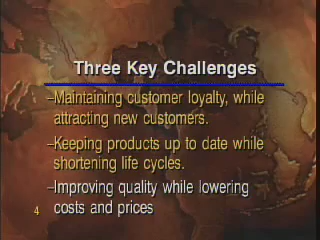 Three Key Challenges
–Maintaining customer loyalty, while
attracting new customers.
–Keeping products up to date while
shortening life cycles.
–Improving quality while lowering
costs and prices
4